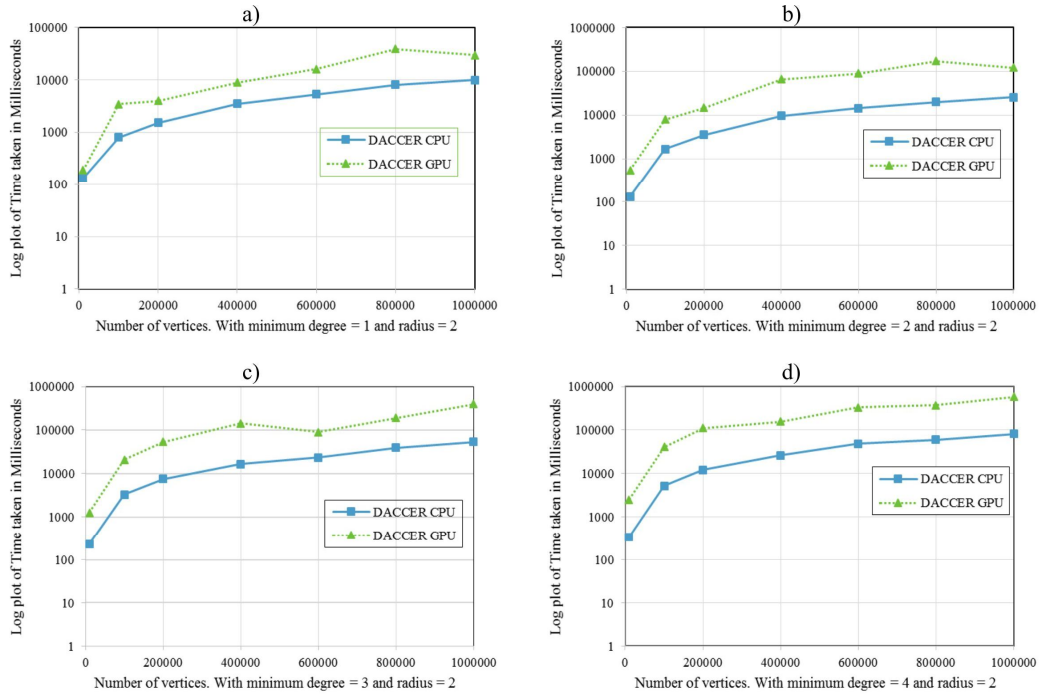 a)
100000
10000
1000
100
10
1
Log plot of Time taken in Milliseconds
DACCER CPU
DACCER GPU
0 200000 400000 600000 800000 1000000
Number of vertices. With minimum degree = 1 and radius = 2
b)
1000000
100000
10000
1000
100
10
1
Log plot of Time taken in Milliseconds
DACCER CPU
DACCER GPU
0 200000 400000 600000 800000 1000000
Number of vertices. With minimum degree = 2 and radius = 2
c)
1000000
100000
10000
1000
100
10
1
Log plot of Time taken in Milliseconds
DACCER CPU
DACCER GPU
0 200000 400000 600000 800000 1000000
Number of vertices. With minimum degree = 3 and radius = 2
d)
1000000
100000
10000
1000
100
10
1
Log plot of Time taken in Milliseconds
DACCER CPU
DACCER GPU
0 200000 400000 600000 800000 1000000
Number of vertices. With minimum degree = 4 and radius = 2